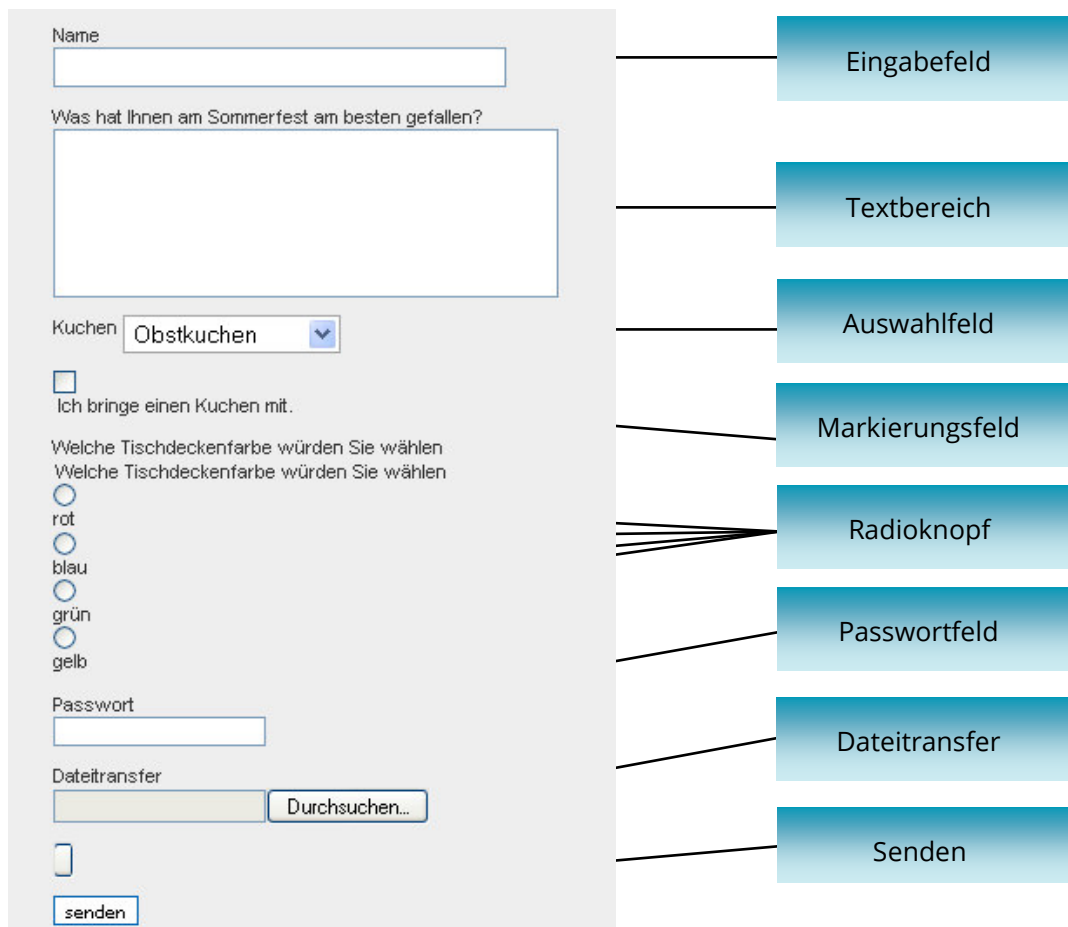 Name
Was hat Ihnen am Sommerfest am besten gefallen?
Kuchen Obstkuchen
Ich bringe einen Kuchen mit.
Welche Tischdeckenfarbe würden Sie wählen
Welche Tischdeckenfarbe würden Sie wählen
rot
blau
grün
gelb
Passwort
Dateitransfer
Durchsuchen...
senden
Eingabefeld
Textbereich
Auswahlfeld
Markierungsfeld
Radioknopf
Passwortfeld
Dateitransfer
Senden